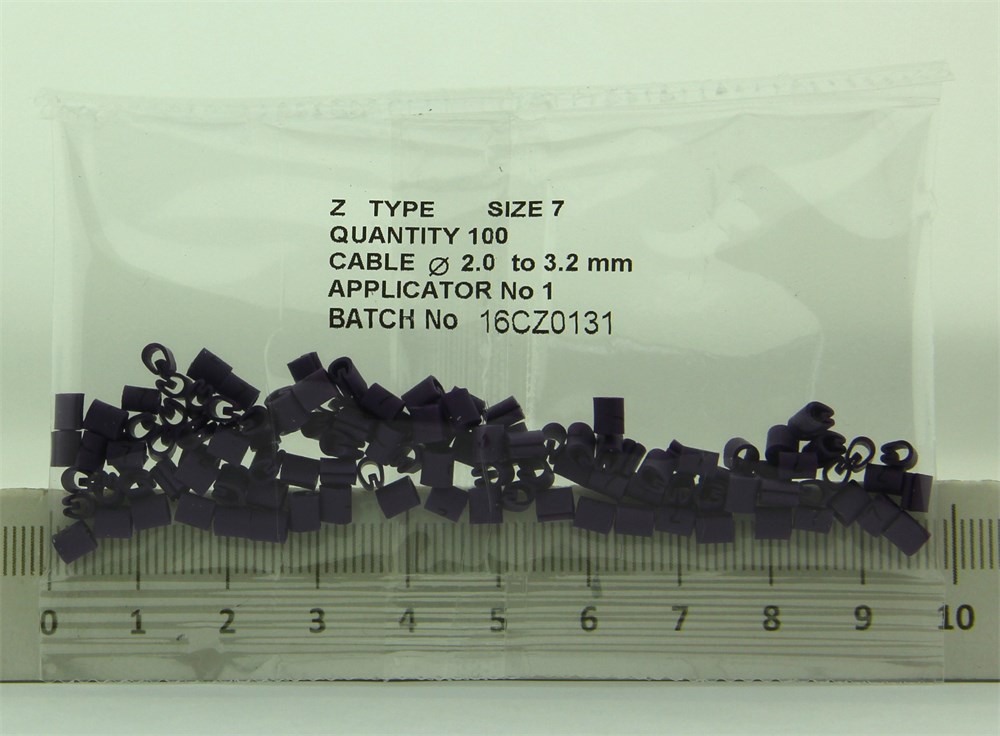 Z TYPE SIZE 7
QUANTITY 100
CABLE ⌀ 2.0 to 3.2 mm
APPLICATOR No 1
BATCH No 16CZ0131
0 1 2 3 4 5 6 7 8 9 10